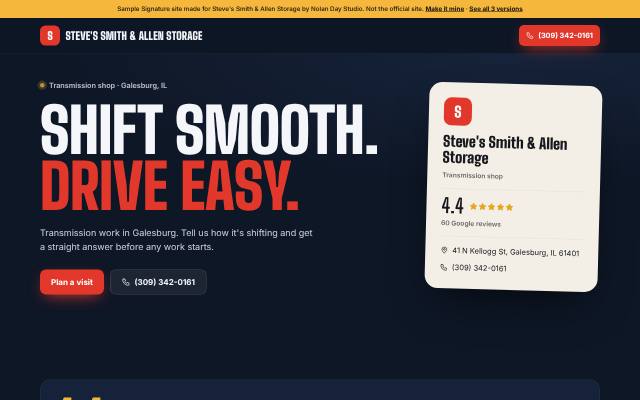 Sample Signature site made for Steve's Smith & Allen Storage by Nolan Day Studio. Not the official site. Make it mine · See all 3 versions
S STEVE'S SMITH & ALLEN STORAGE
(309) 342-0161
Transmission shop · Galesburg, IL
SHIFT SMOOTH.
DRIVE EASY.
Transmission work in Galesburg. Tell us how it's shifting and get
a straight answer before any work starts.
Plan a visit
(309) 342-0161
S
Steve's Smith & Allen
Storage
Transmission shop
4.4
60 Google reviews
41 N Kellogg St, Galesburg, IL 61401
(309) 342-0161